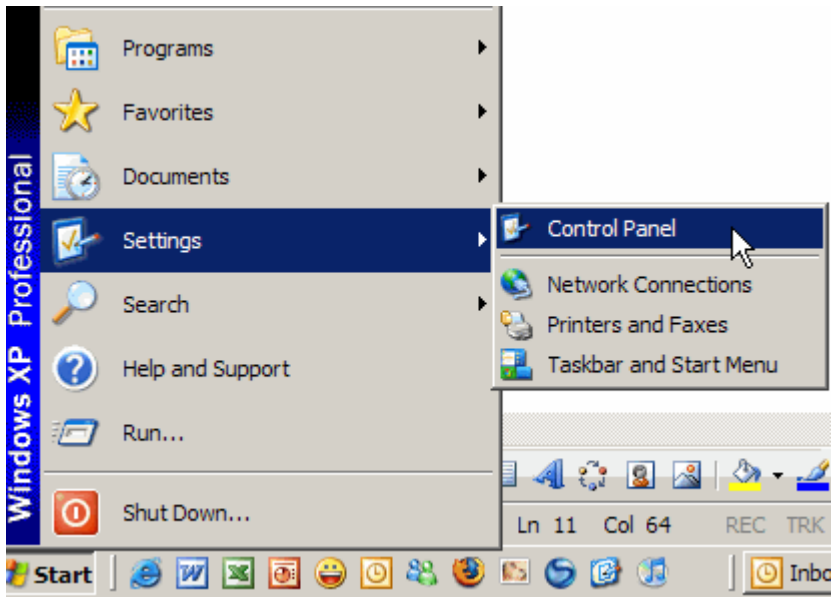 Windows XP Professional
Programs
Favorites
Documents
Settings
Search
Help and Support
Run...
Shut Down...
Control Panel
Network Connections
Printers and Faxes
Taskbar and Start Menu
Ln 11 Col 64 REC TRK
Start
Inbo